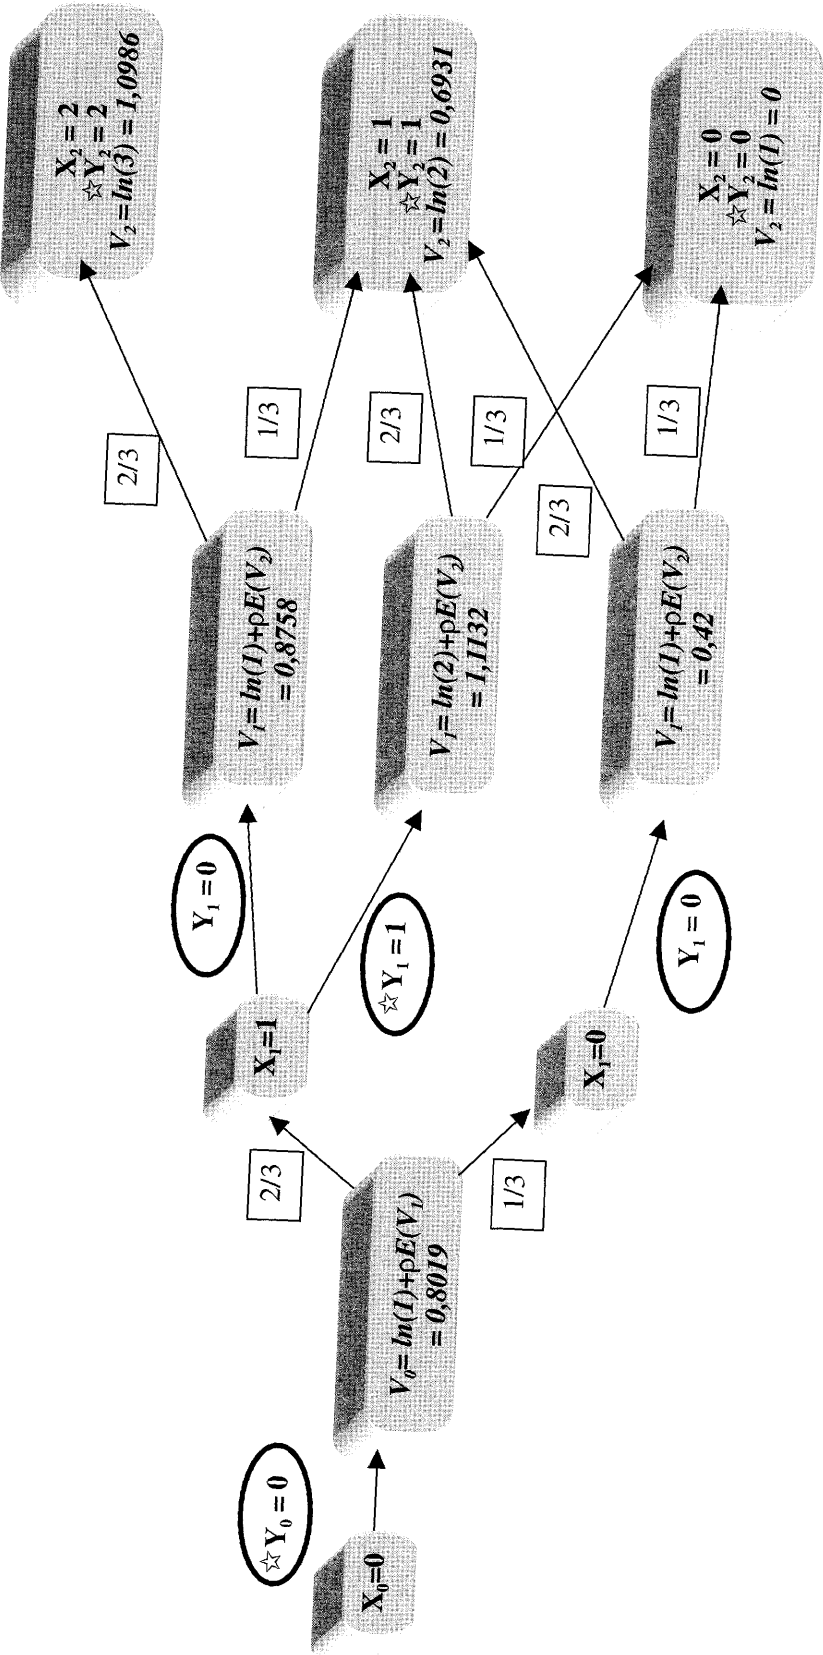 X₀=0
☆Y₀ = 0
V₀= ln(1)+ρE(V₁)
= 0,8019
2/3
1/3
X₁=1
X₁=0
Y₁ = 0
☆Y₁ = 1
Y₁ = 0
V₁= ln(1)+ρE(V₂)
= 0,8758
V₁= ln(2)+ρE(V₂)
= 1,1132
V₁= ln(1)+ρE(V₂)
= 0,42
2/3
1/3
2/3
1/3
2/3
1/3
X₂ = 2
☆Y₂ = 2
V₂ =ln(3) = 1,0986
X₂ = 1
☆Y₂ = 1
V₂ =ln(2) = 0,6931
X₂ = 0
☆Y₂ = 0
V₂ = ln(1) = 0